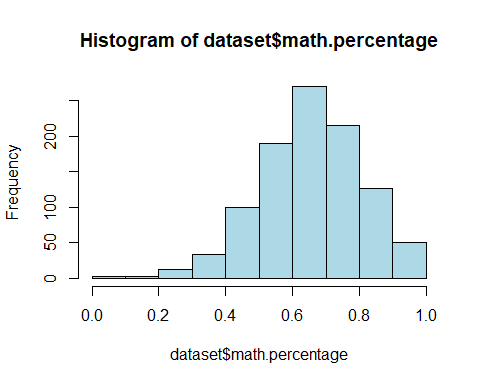 Histogram of dataset$math.percentage
Frequency
0 50 100 200
0.0 0.2 0.4 0.6 0.8 1.0
dataset$math.percentage